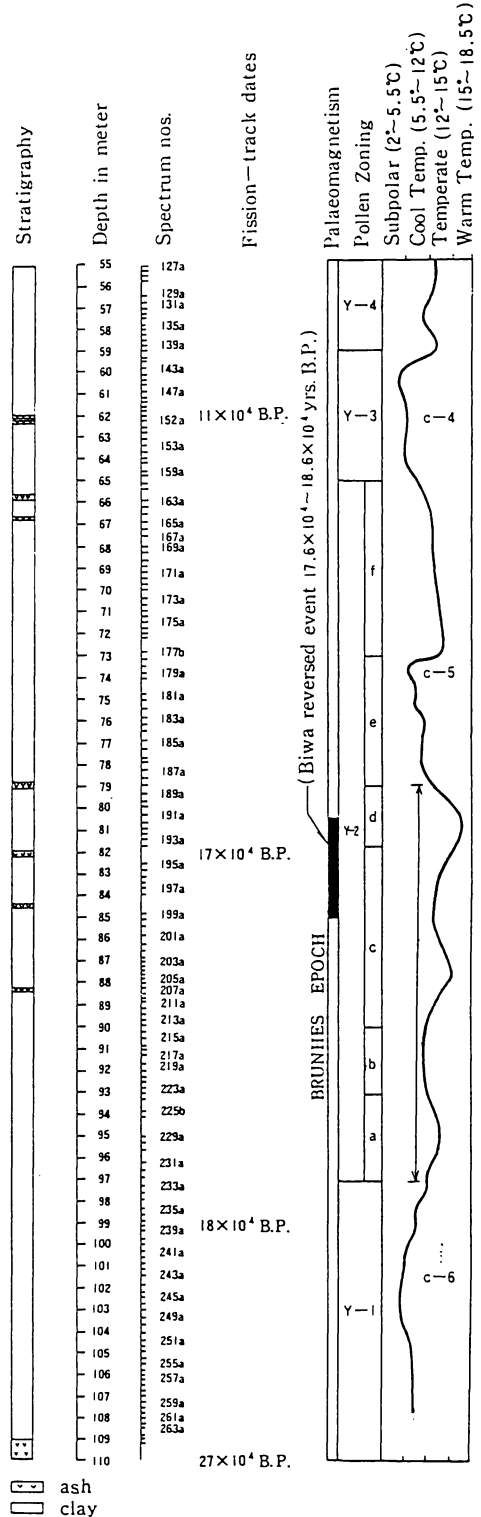 Stratigraphy
Depth in meter
Spectrum nos.
Fission—track dates
Palaeomagnetism
Pollen Zoning
Subpolar (2°~5.5℃)
Cool Temp. (5.5°~12℃)
Temperate (12°~15℃)
Warm Temp. (15°~18.5℃)
55
56
57
58
59
60
61
62
63
64
65
66
67
68
69
70
71
72
73
74
75
76
77
78
79
80
81
82
83
84
85
86
87
88
89
90
91
92
93
94
95
96
97
98
99
100
101
102
103
104
105
106
107
108
109
110
127a
129a
131a
135a
139a
143a
147a
152a
153a
159a
163a
165a
167a
169a
171a
173a
175a
177b
179a
181a
183a
185a
187a
189a
191a
193a
195a
197a
199a
201a
203a
205a
207a
211a
213a
215a
217a
219a
223a
225b
229a
231a
233a
235a
239a
241a
243a
245a
249a
251a
255a
257a
259a
261a
263a
11×10⁴ B.P.
17×10⁴ B.P.
18×10⁴ B.P.
27×10⁴ B.P.
(Biwa reversed event 17.6×10⁴~18.6×10⁴ yrs. B.P.)
BRUNHES EPOCH
Y—4
Y—3
Y-2
f
e
d
c
b
a
Y—1
c—4
c—5
c—6
ash
clay